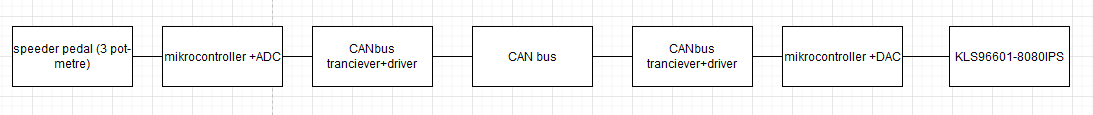 speeder pedal (3 pot-
metre)
mikrocontroller +ADC
CANbus
tranciever+driver
CAN bus
CANbus
tranciever+driver
mikrocontroller +DAC
KLS96601-8080IPS